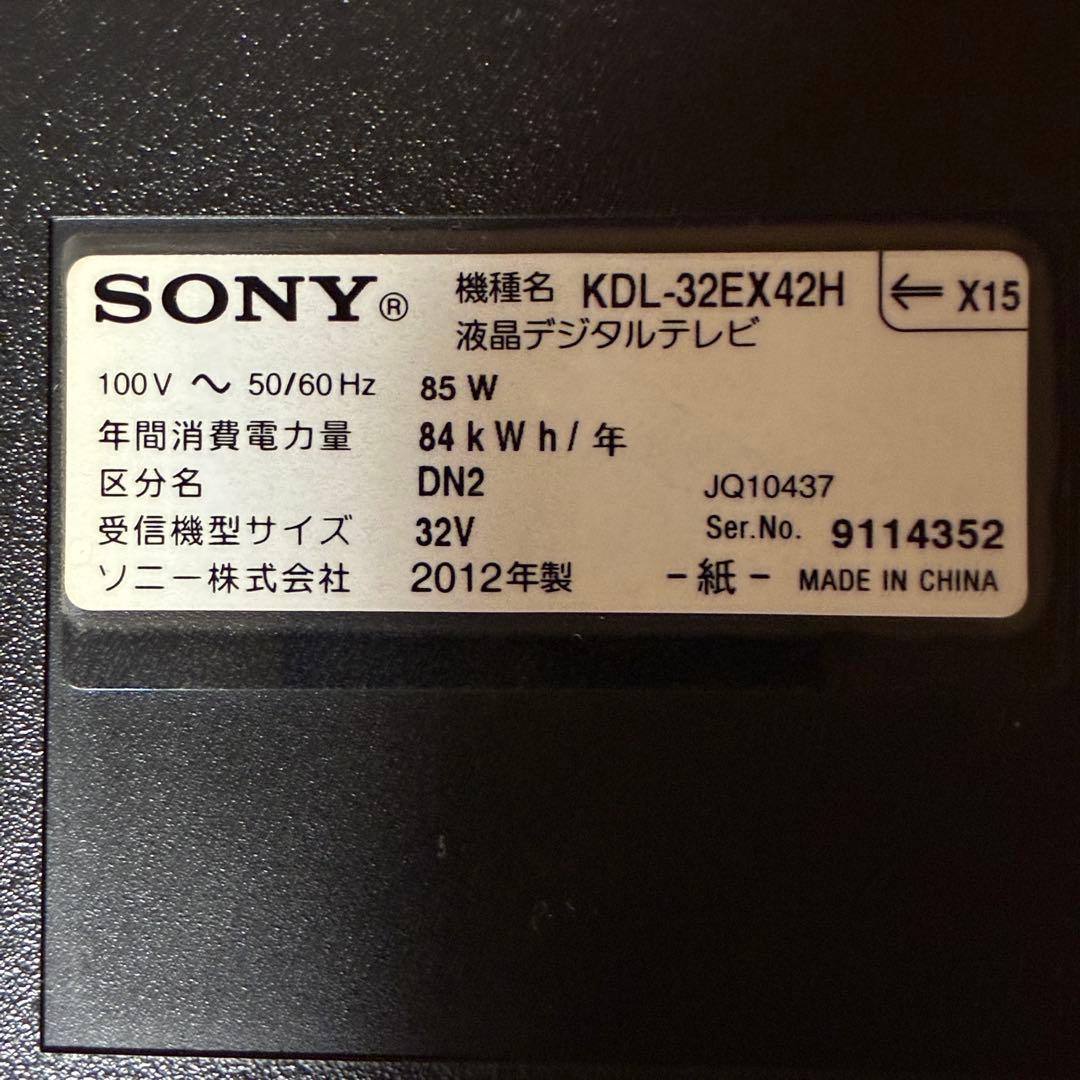 SONY® 機種名 KDL-32EX42H ← X15
液晶デジタルテレビ
100V ～ 50/60Hz 85 W
年間消費電力量 84 k W h / 年
区分名 DN2 JQ10437
受信機型サイズ 32V Ser.No. 9114352
ソニー株式会社 2012年製 -紙- MADE IN CHINA